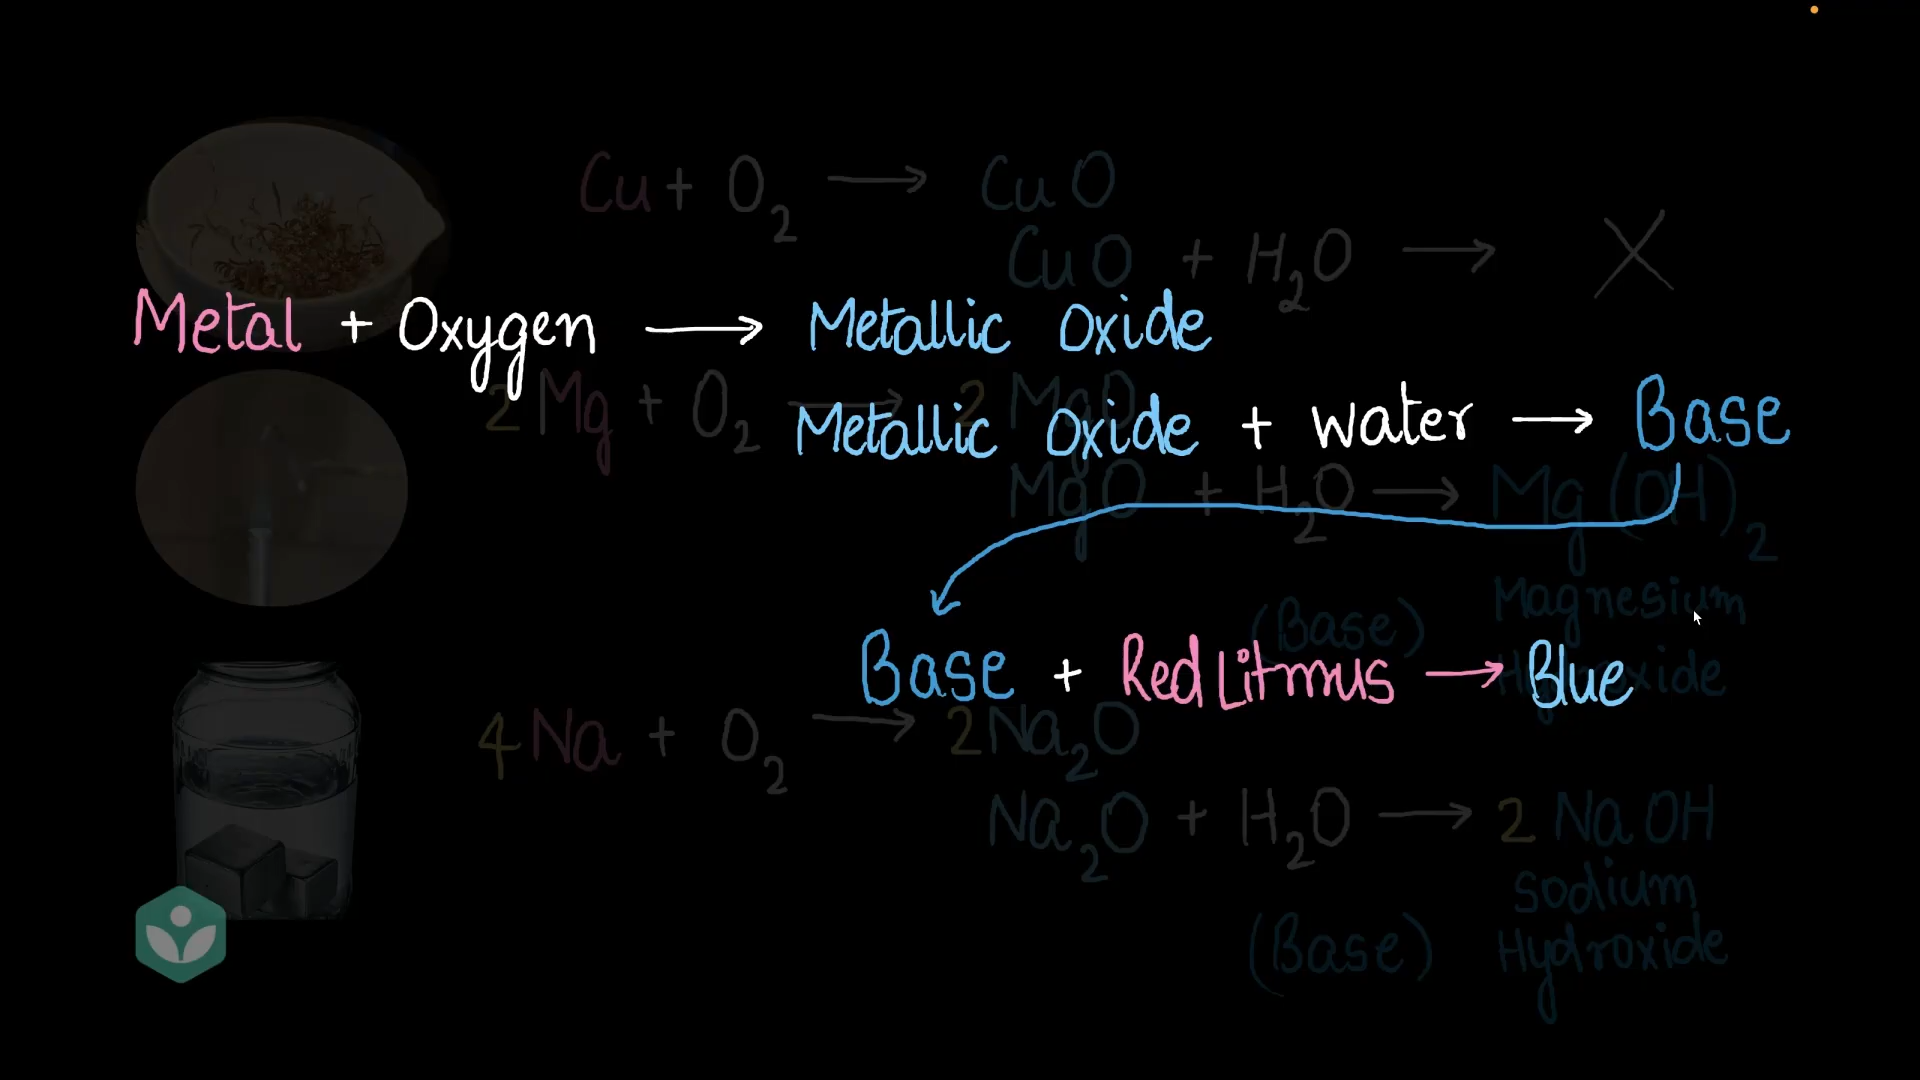 Cu + O2 → CuO
CuO + H2O → X
Metal + Oxygen → Metallic Oxide
2Mg + O2 → 2MgO
Metallic Oxide + water → Base
MgO + H2O → Mg(OH)2
(Base) Magnesium
Hydroxide
Base + Red Litmus → Blue
4Na + O2 → 2Na2O
Na2O + H2O → 2NaOH
Sodium
(Base) Hydroxide